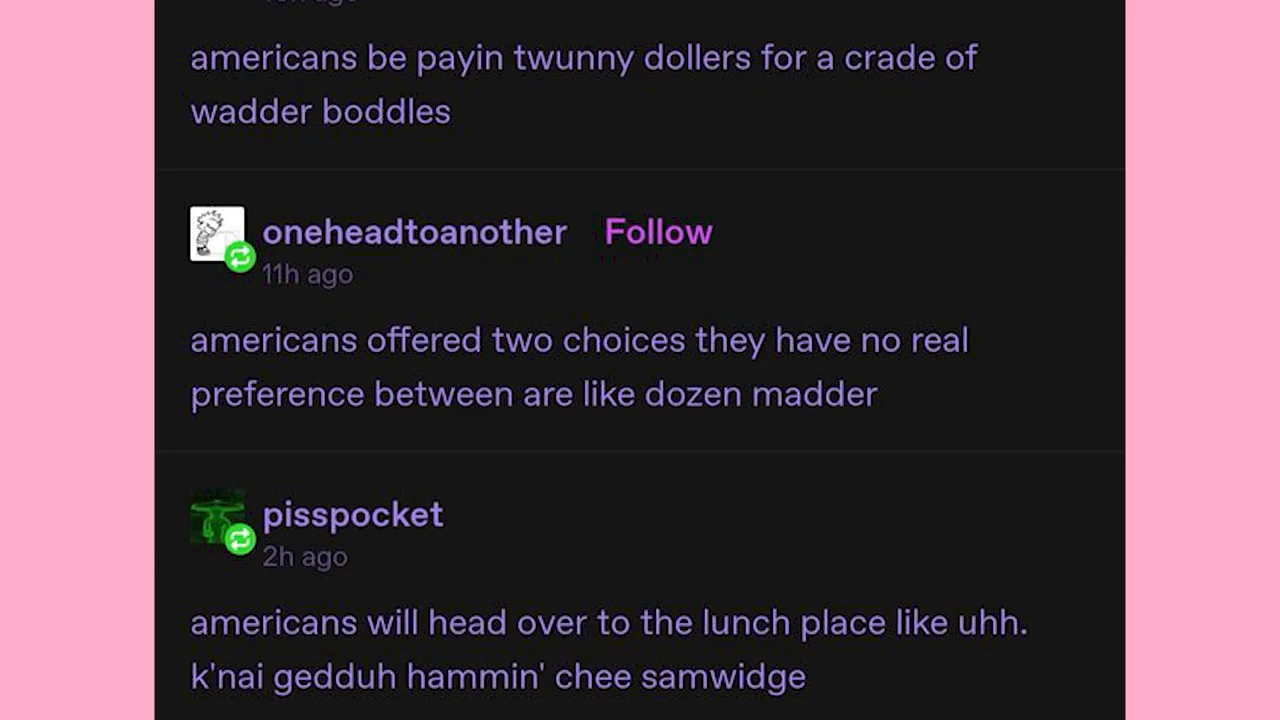 americans be payin twunny dollers for a crade of
wadder boddles
oneheadtoanother Follow
11h ago
americans offered two choices they have no real
preference between are like dozen madder
pisspocket
2h ago
americans will head over to the lunch place like uhh.
k'nai gedduh hammin' chee samwidge